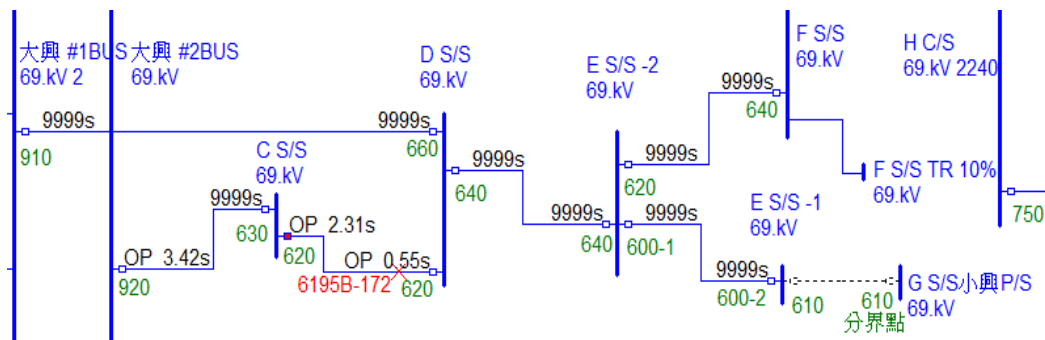 大興 #1BUS
69.kV 2
大興 #2BUS
69.kV
D S/S
69.kV
E S/S -2
69.kV
F S/S
69.kV
H C/S
69.kV 2240
9999s
910
9999s
660
C S/S
69.kV
9999s
630
OP 2.31s
620
OP 3.42s
920
OP 0.55s
6195B-172
620
9999s
640
9999s
640
9999s
620
9999s
640
F S/S TR 10%
69.kV
9999s
600-1
E S/S -1
69.kV
9999s
600-2
610
610
分界點
G S/S小興P/S
69.kV
750